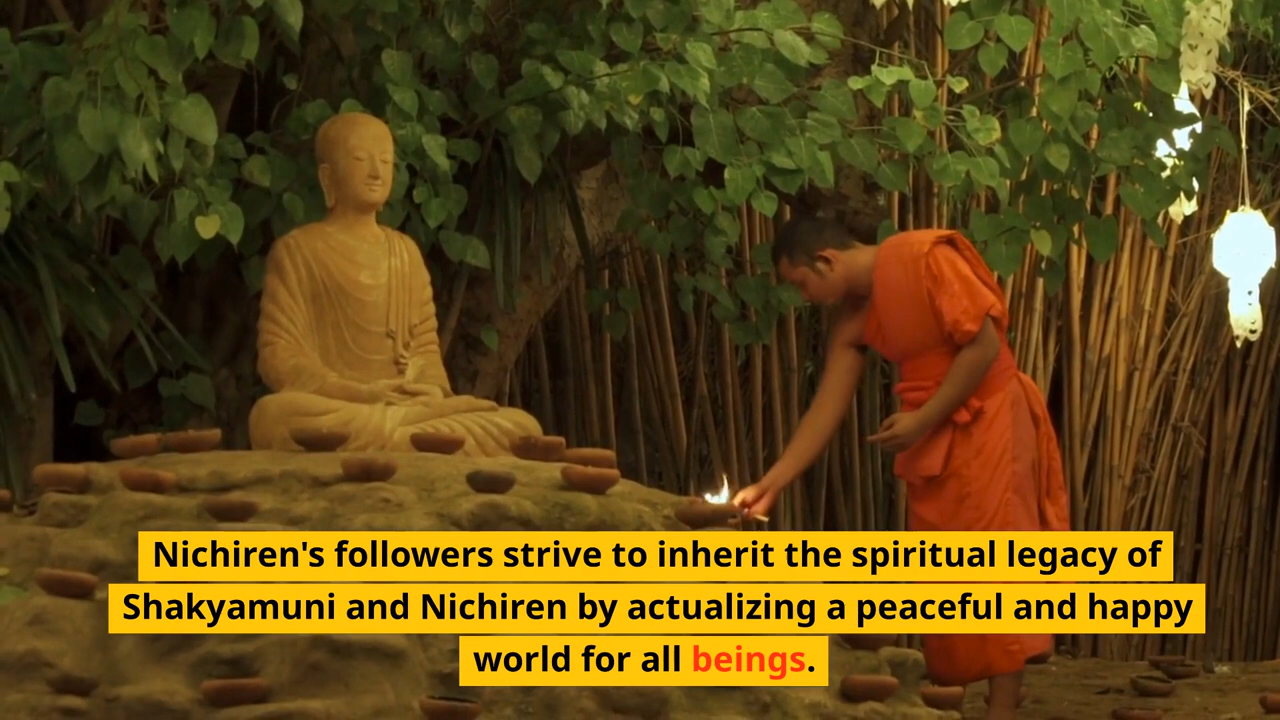 Nichiren's followers strive to inherit the spiritual legacy of
Shakyamuni and Nichiren by actualizing a peaceful and happy
world for all beings.